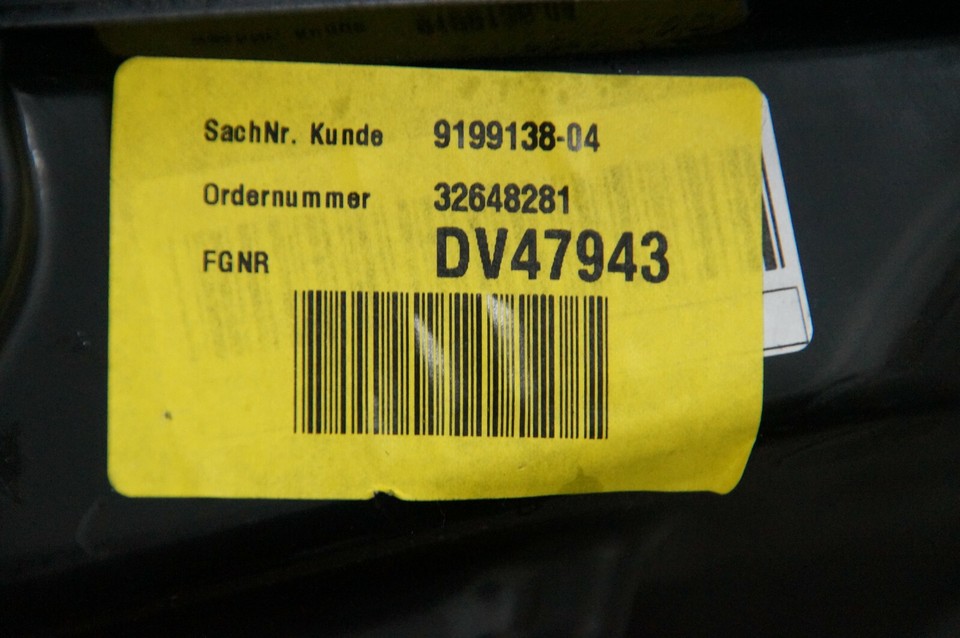 SachNr. Kunde 9199138-04
Ordernummer 32648281
FGNR DV47943